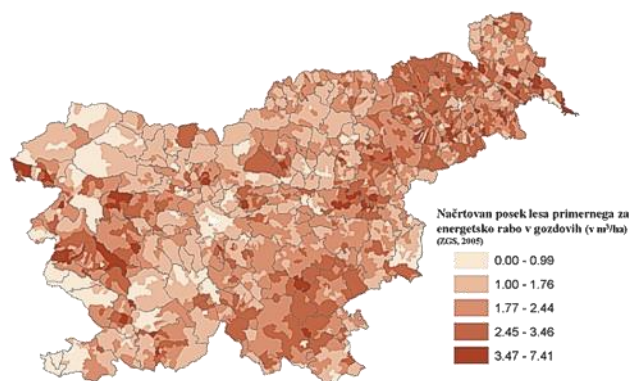 Načrtovan posek lesa primernega za
energetsko rabo v gozdovih (v m³/ha)
(ZGS, 2005)
0.00 - 0.99
1.00 - 1.76
1.77 - 2.44
2.45 - 3.46
3.47 - 7.41